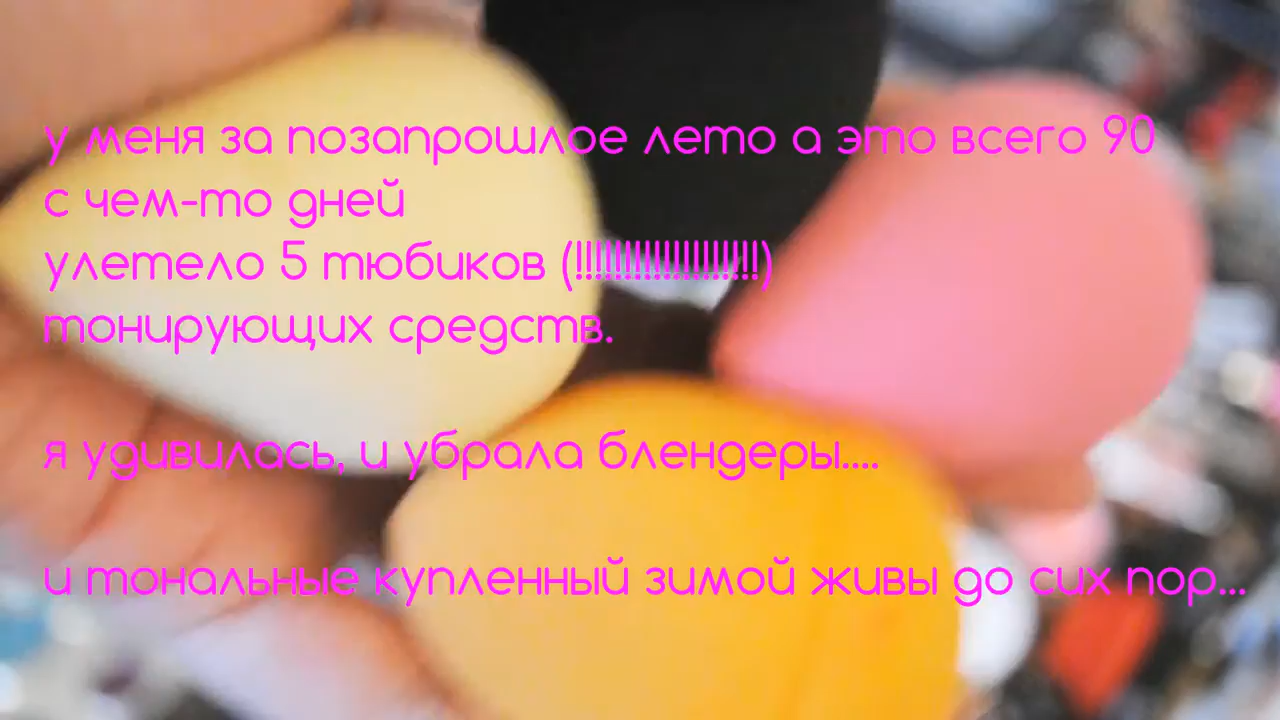 у меня за позапрошлое лето а это всего 90
с чем-то дней
улетело 5 тюбиков (!!!!!!!!!!!!!!!!!!!)
тонирующих средств.
я удивилась, и убрала блендеры....
и тональные купленный зимой живы до сих пор...